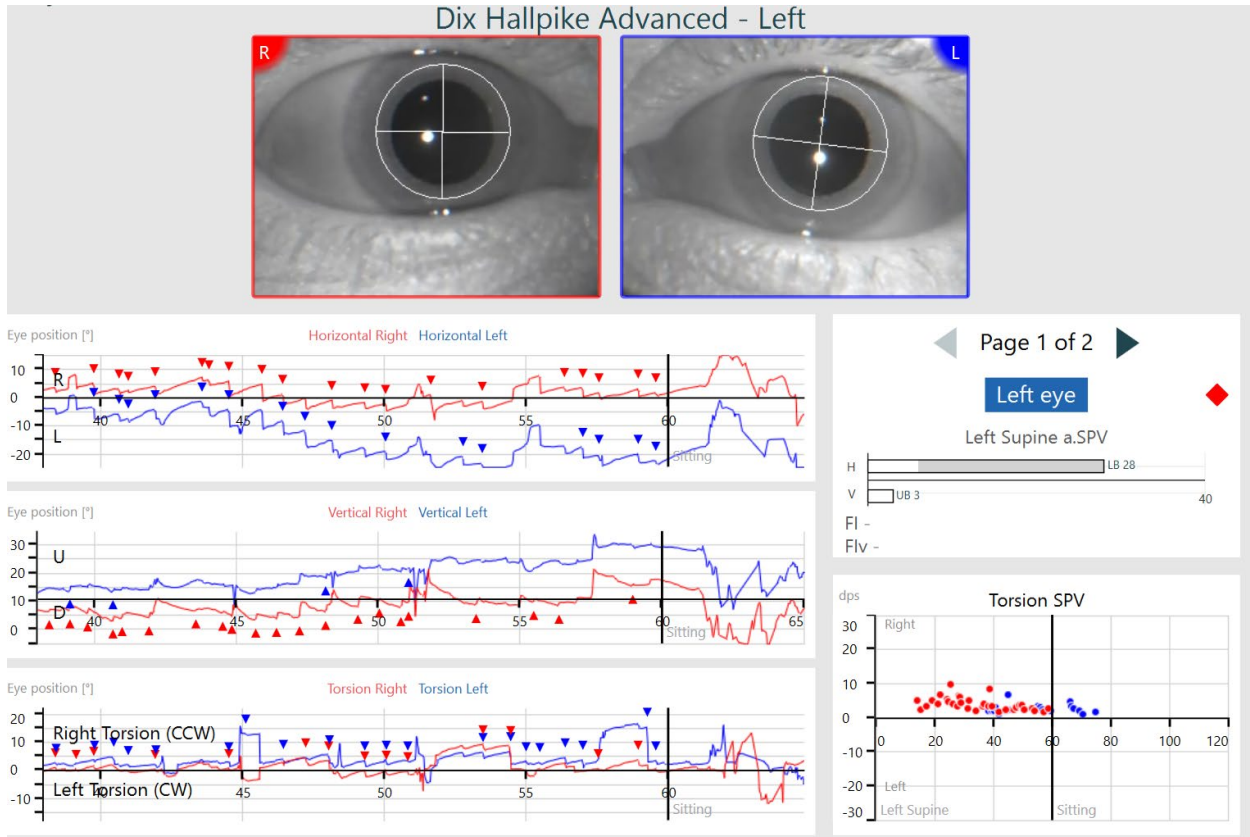 Dix Hallpike Advanced - Left
R
L
Eye position [°]
Horizontal Right Horizontal Left
10
0
-10
-20
R
L
40
45
50
55
60
Sitting
Eye position [°]
Vertical Right Vertical Left
30
20
10
0
U
D
40
45
50
55
60
65
Sitting
Eye position [°]
Torsion Right Torsion Left
20
10
0
-10
Right Torsion (CCW)
Left Torsion (CW)
40
45
50
55
60
Sitting
Page 1 of 2
Left eye
Left Supine a.SPV
H
LB 28
V
UB 3
40
FI -
FIv -
dps
Torsion SPV
30
20
10
0
-10
-20
-30
Right
Left
Left Supine
Sitting
20
40
60
80
100
120